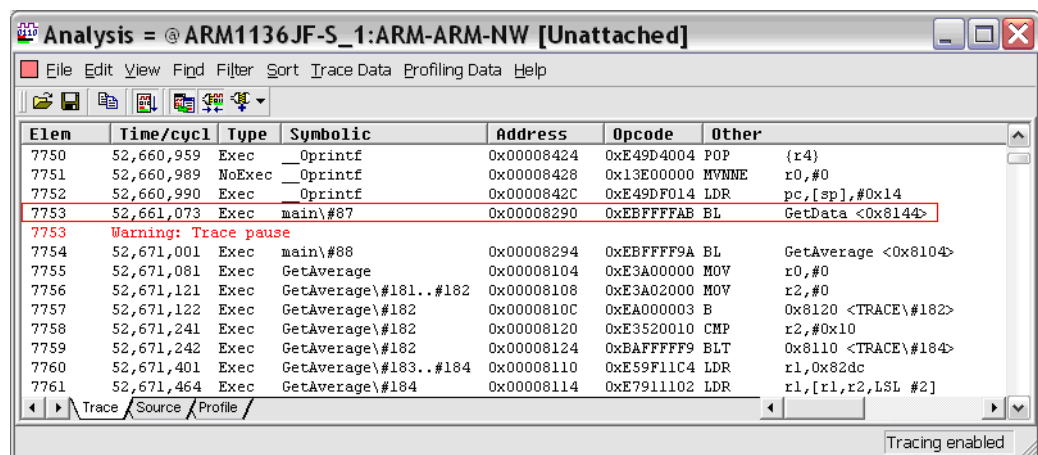 Analysis = @ARM1136JF-S_1:ARM-ARM-NW [Unattached]
File Edit View Find Filter Sort Trace Data Profiling Data Help
Elem Time/cycl Type Symbolic Address Opcode Other
7750 52,660,959 Exec __0printf 0x00008424 0xE49D4004 POP {r4}
7751 52,660,989 NoExec __0printf 0x00008428 0x13E00000 MVNNE r0,#0
7752 52,660,990 Exec __0printf 0x0000842C 0xE49DF014 LDR pc,[sp],#0x14
7753 52,661,073 Exec main\#87 0x00008290 0xEBFFFFAB BL GetData <0x8144>
7753 Warning: Trace pause
7754 52,671,001 Exec main\#88 0x00008294 0xEBFFFF9A BL GetAverage <0x8104>
7755 52,671,081 Exec GetAverage 0x00008104 0xE3A00000 MOV r0,#0
7756 52,671,121 Exec GetAverage\#181..#182 0x00008108 0xE3A02000 MOV r2,#0
7757 52,671,122 Exec GetAverage\#182 0x0000810C 0xEA000003 B 0x8120 <TRACE\#182>
7758 52,671,241 Exec GetAverage\#182 0x00008120 0xE3520010 CMP r2,#0x10
7759 52,671,242 Exec GetAverage\#182 0x00008124 0xBAFFFFF9 BLT 0x8110 <TRACE\#184>
7760 52,671,401 Exec GetAverage\#183..#184 0x00008110 0xE59F11C4 LDR r1,0x82dc
7761 52,671,464 Exec GetAverage\#184 0x00008114 0xE7911102 LDR r1,[r1,r2,LSL #2]
Trace Source Profile
Tracing enabled